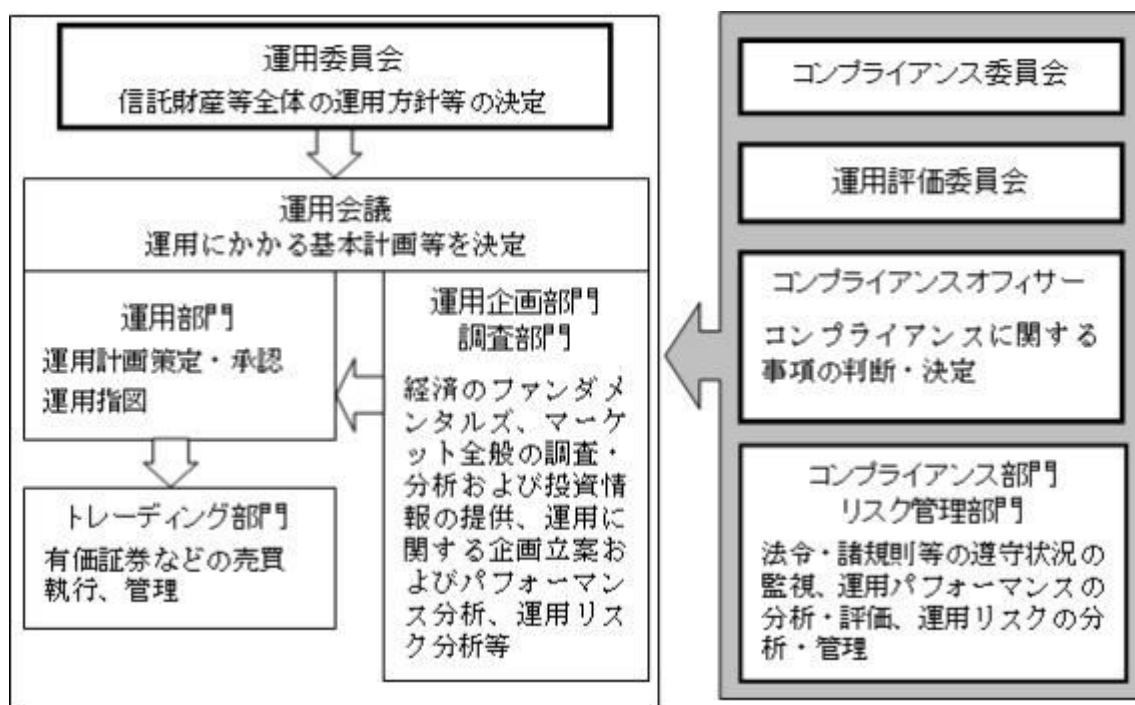 運用委員会
信託財産等全体の運用方針等の決定
運用会議
運用にかかる基本計画等を決定
運用部門
運用計画策定・承認
運用指図
トレーディング部門
有価証券などの売買
執行、管理
運用企画部門
調査部門
経済のファンダメ
ンタルズ、マーケ
ット全般の調査・
分析および投資情
報の提供、運用に
関する企画立案お
よびパフォーマン
ス分析、運用リス
ク分析等
コンプライアンス委員会
運用評価委員会
コンプライアンスオフィサー
コンプライアンスに関する
事項の判断・決定
コンプライアンス部門
リスク管理部門
法令・諸規則等の遵守状況の
監視、運用パフォーマンスの
分析・評価、運用リスクの分
析・管理